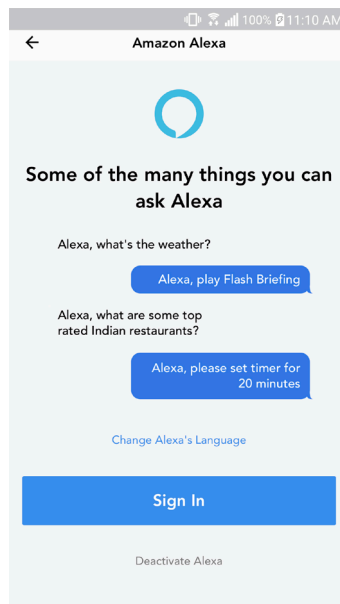 100% 11:10 AM
Amazon Alexa
Some of the many things you can
ask Alexa
Alexa, what's the weather?
Alexa, play Flash Briefing
Alexa, what are some top
rated Indian restaurants?
Alexa, please set timer for
20 minutes
Change Alexa's Language
Sign In
Deactivate Alexa